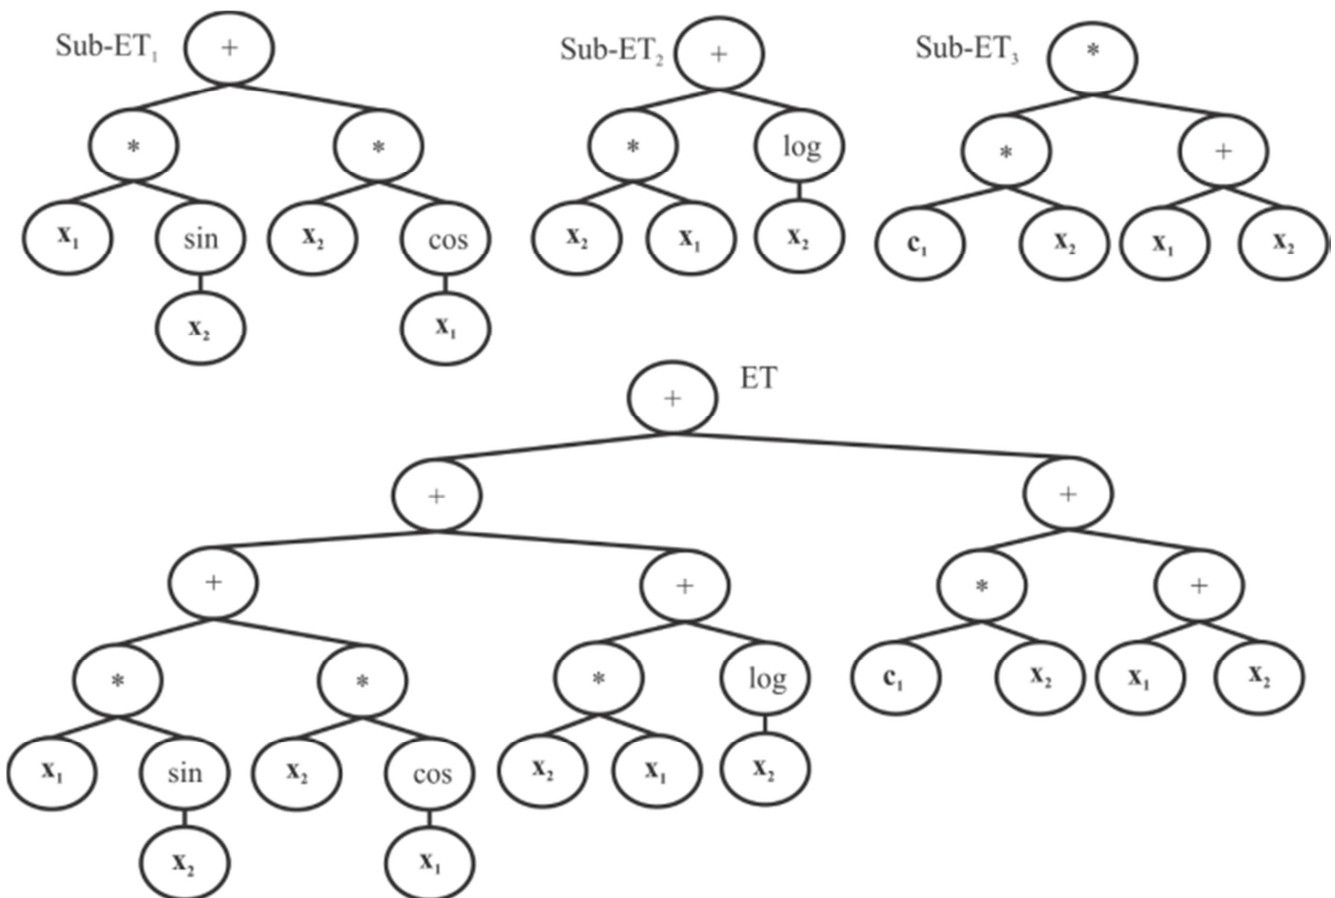 Sub-ET₁ + Sub-ET₂ + Sub-ET₃ *
* * * log * +
x₁ sin x₂ cos x₂ x₁ x₂ c₁ x₂ x₁ x₂
x₂ x₁
+ ET
+ +
+ + * +
* * * log c₁ x₂ x₁ x₂
x₁ sin x₂ cos x₂ x₁ x₂
x₂ x₁